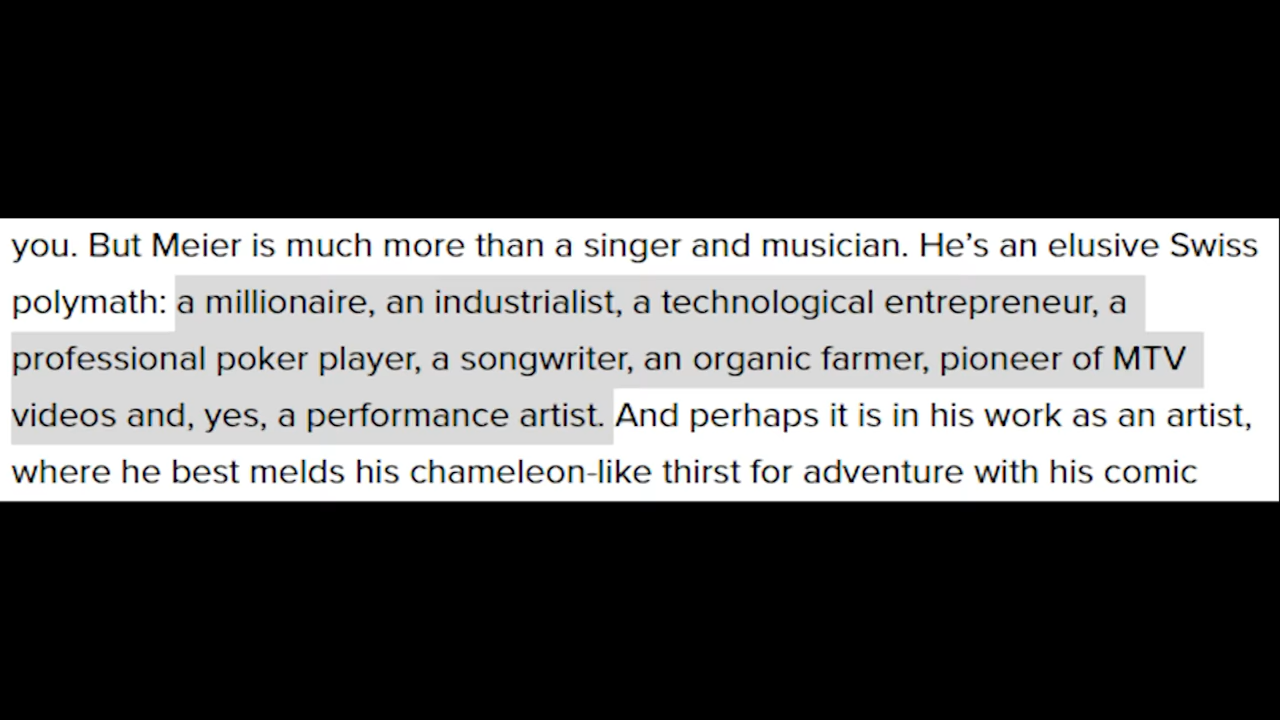 you. But Meier is much more than a singer and musician. He’s an elusive Swiss
polymath: a millionaire, an industrialist, a technological entrepreneur, a
professional poker player, a songwriter, an organic farmer, pioneer of MTV
videos and, yes, a performance artist. And perhaps it is in his work as an artist,
where he best melds his chameleon-like thirst for adventure with his comic